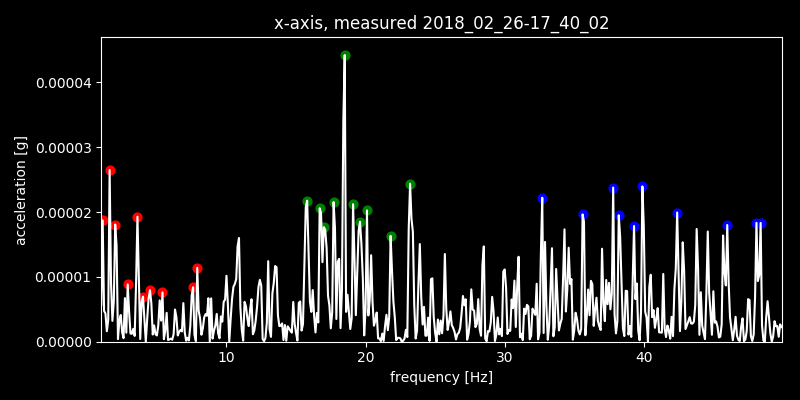 x-axis, measured 2018_02_26-17_40_02
0.00004
0.00003
0.00002
0.00001
0.00000
acceleration [g]
10 20 30 40
frequency [Hz]